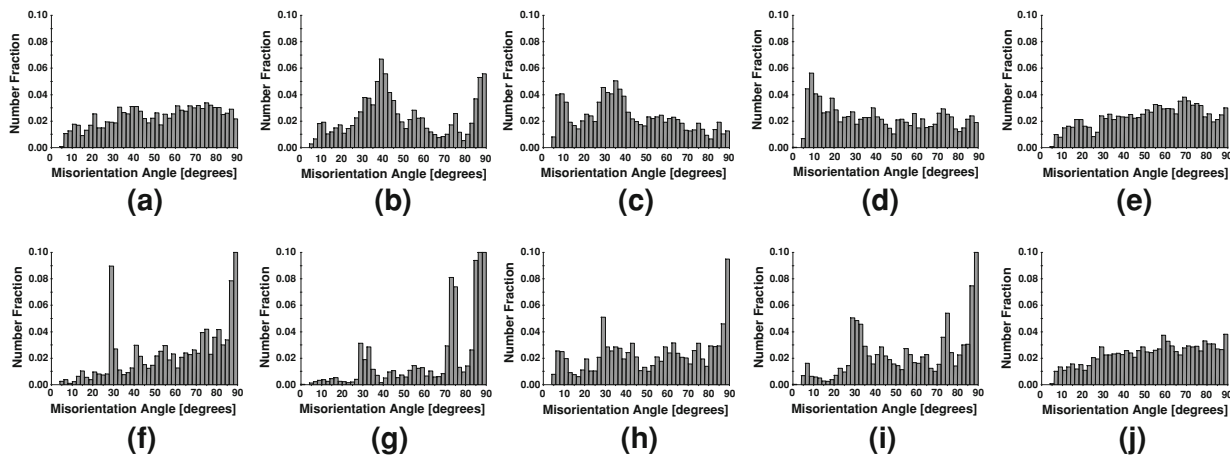 0.10 0.10 0.10 0.10 0.10
0.08 0.08 0.08 0.08 0.08
0.06 0.06 0.06 0.06 0.06
0.04 0.04 0.04 0.04 0.04
0.02 0.02 0.02 0.02 0.02
0.00 0.00 0.00 0.00 0.00
Number Fraction Number Fraction Number Fraction Number Fraction Number Fraction
0 10 20 30 40 50 60 70 80 90 0 10 20 30 40 50 60 70 80 90 0 10 20 30 40 50 60 70 80 90 0 10 20 30 40 50 60 70 80 90 0 10 20 30 40 50 60 70 80 90
Misorientation Angle [degrees] Misorientation Angle [degrees] Misorientation Angle [degrees] Misorientation Angle [degrees] Misorientation Angle [degrees]
(a) (b) (c) (d) (e)
0.10 0.10 0.10 0.10 0.10
0.08 0.08 0.08 0.08 0.08
0.06 0.06 0.06 0.06 0.06
0.04 0.04 0.04 0.04 0.04
0.02 0.02 0.02 0.02 0.02
0.00 0.00 0.00 0.00 0.00
Number Fraction Number Fraction Number Fraction Number Fraction Number Fraction
0 10 20 30 40 50 60 70 80 90 0 10 20 30 40 50 60 70 80 90 0 10 20 30 40 50 60 70 80 90 0 10 20 30 40 50 60 70 80 90 0 10 20 30 40 50 60 70 80 90
Misorientation Angle [degrees] Misorientation Angle [degrees] Misorientation Angle [degrees] Misorientation Angle [degrees] Misorientation Angle [degrees]
(f) (g) (h) (i) (j)